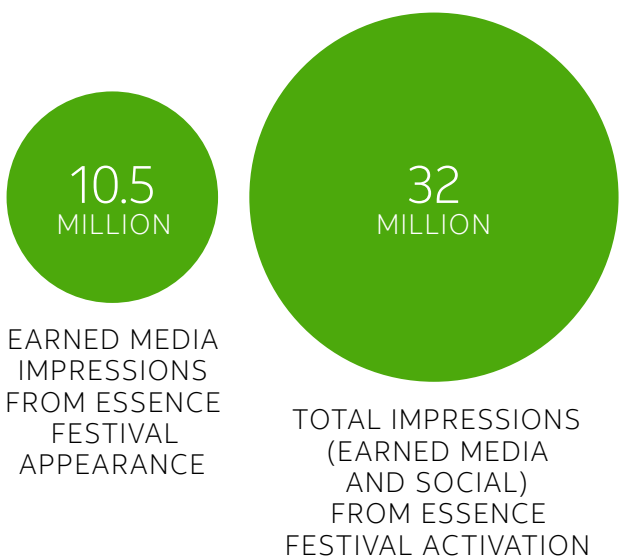 10.5
MILLION
EARNED MEDIA
IMPRESSIONS
FROM ESSENCE
FESTIVAL
APPEARANCE
32
MILLION
TOTAL IMPRESSIONS
(EARNED MEDIA
AND SOCIAL)
FROM ESSENCE
FESTIVAL ACTIVATION